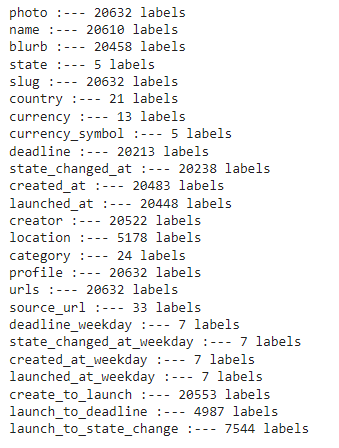 photo :--- 20632 labels
name :--- 20610 labels
blurb :--- 20458 labels
state :--- 5 labels
slug :--- 20632 labels
country :--- 21 labels
currency :--- 13 labels
currency_symbol :--- 5 labels
deadline :--- 20213 labels
state_changed_at :--- 20238 labels
created_at :--- 20483 labels
launched_at :--- 20448 labels
creator :--- 20522 labels
location :--- 5178 labels
category :--- 24 labels
profile :--- 20632 labels
urls :--- 20632 labels
source_url :--- 33 labels
deadline_weekday :--- 7 labels
state_changed_at_weekday :--- 7 labels
created_at_weekday :--- 7 labels
launched_at_weekday :--- 7 labels
create_to_launch :--- 20553 labels
launch_to_deadline :--- 4987 labels
launch_to_state_change :--- 7544 labels